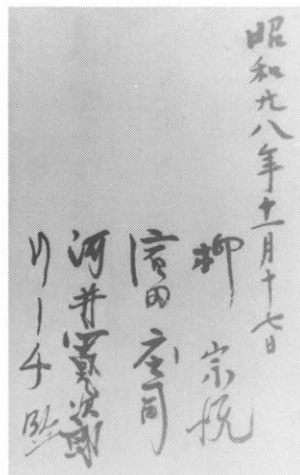 昭和廿八年十一月十七日
柳宗悦
濱田庄司
河井寛次郎
リーチ